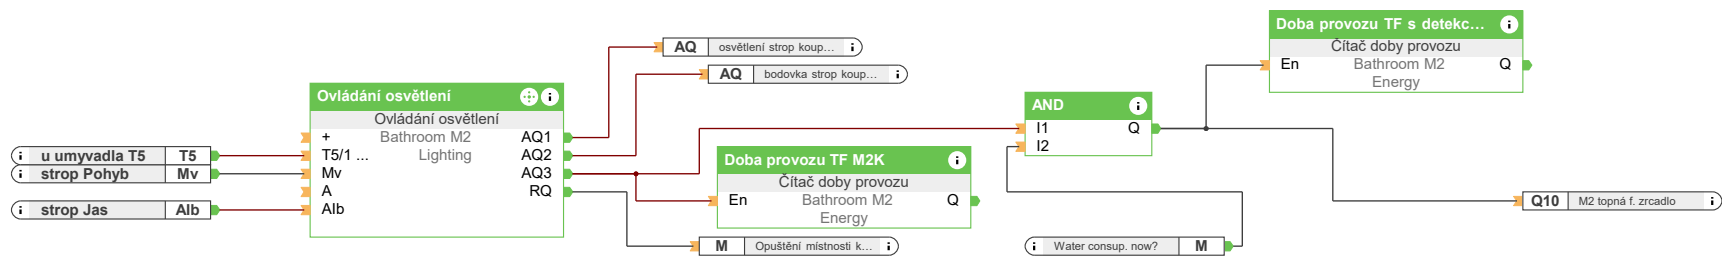 Doba provozu TF s detekc...
Čítač doby provozu
En
Bathroom M2
Q
Energy
AQ
osvětlení strop koup...
AQ
bodovka strop koup...
Ovládání osvětlení
Ovládání osvětlení
+
Bathroom M2
AQ1
T5/1 ...
Lighting
AQ2
Mv
AQ3
A
RQ
AIb
u umyvadla T5
T5
strop Pohyb
Mv
strop Jas
AIb
AND
I1
Q
I2
Doba provozu TF M2K
Čítač doby provozu
En
Bathroom M2
Q
Energy
M
Opuštění místnosti k...
Water consup. now?
M
Q10
M2 topná f. zrcadlo